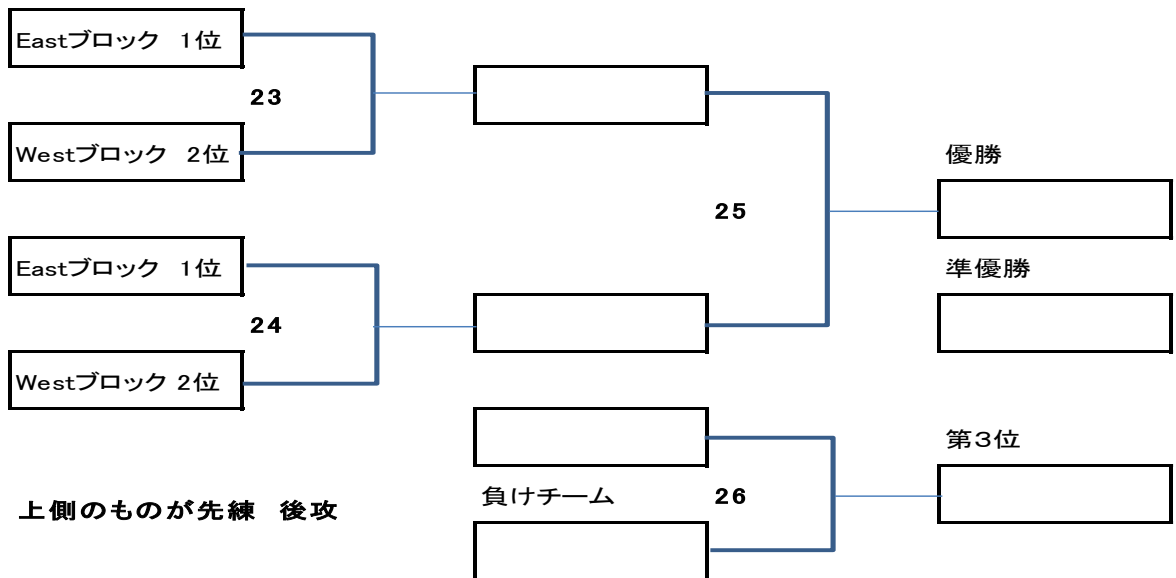 Eastブロック 1位
23
Westブロック 2位
優勝
25
Eastブロック 1位
準優勝
24
Westブロック 2位
第3位
負けチーム
26
上側のものが先練 後攻